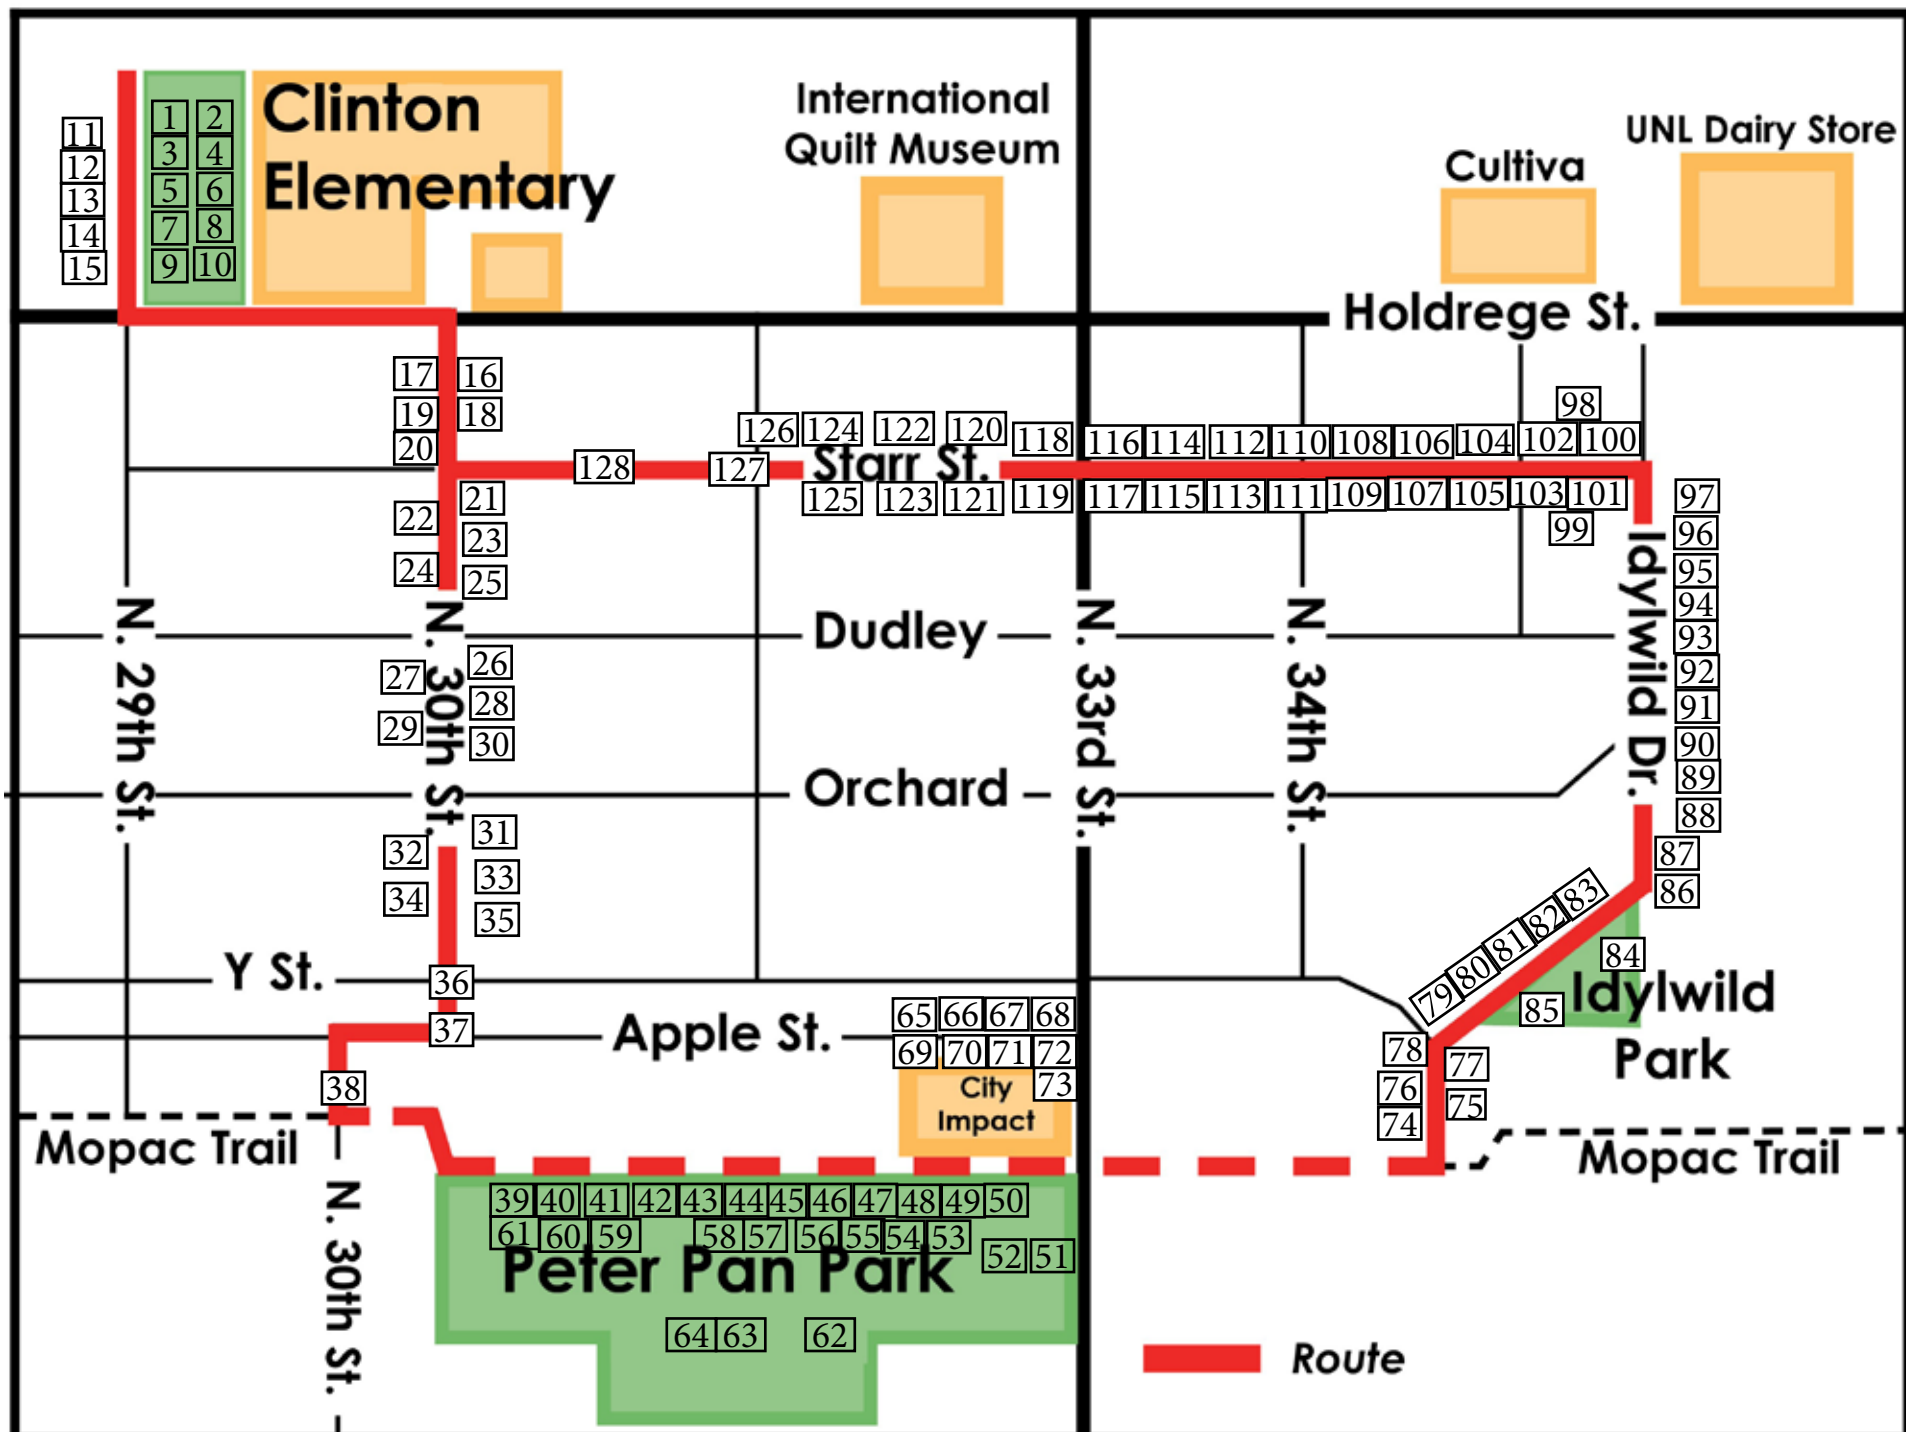 Clinton
Elementary
International
Quilt Museum
UNL Dairy Store
Cultiva
11
12
13
14
15
1 2
3 4
5 6
7 8
9 10
Holdrege St.
17 16
19 18
20
98
126 124 122 120 118 116 114 112 110 108 106 104 102 100
128 127 Starr St.
125 123 121 119 117 115 113 111 109 107 105 103 101
99
21
22
23
24
25
97
96
95
94
93
92
91
90
89
88
87
86
N. 29th St.
N. 30th St.
Dudley
N. 33rd St.
N. 34th St.
Idylwild Dr.
26
27
28
29
30
Orchard
31
32
33
34
35
Y St.
36
37
38
Apple St.
65 66 67 68
69 70 71 72
73
City
Impact
79 80 81 82 83
84
85
Idylwild
Park
78
77
76
75
74
Mopac Trail
Mopac Trail
N. 30th St.
39 40 41 42 43 44 45 46 47 48 49 50
61 60 59 58 57 56 55 54 53
52 51
Peter Pan Park
64 63 62
Route